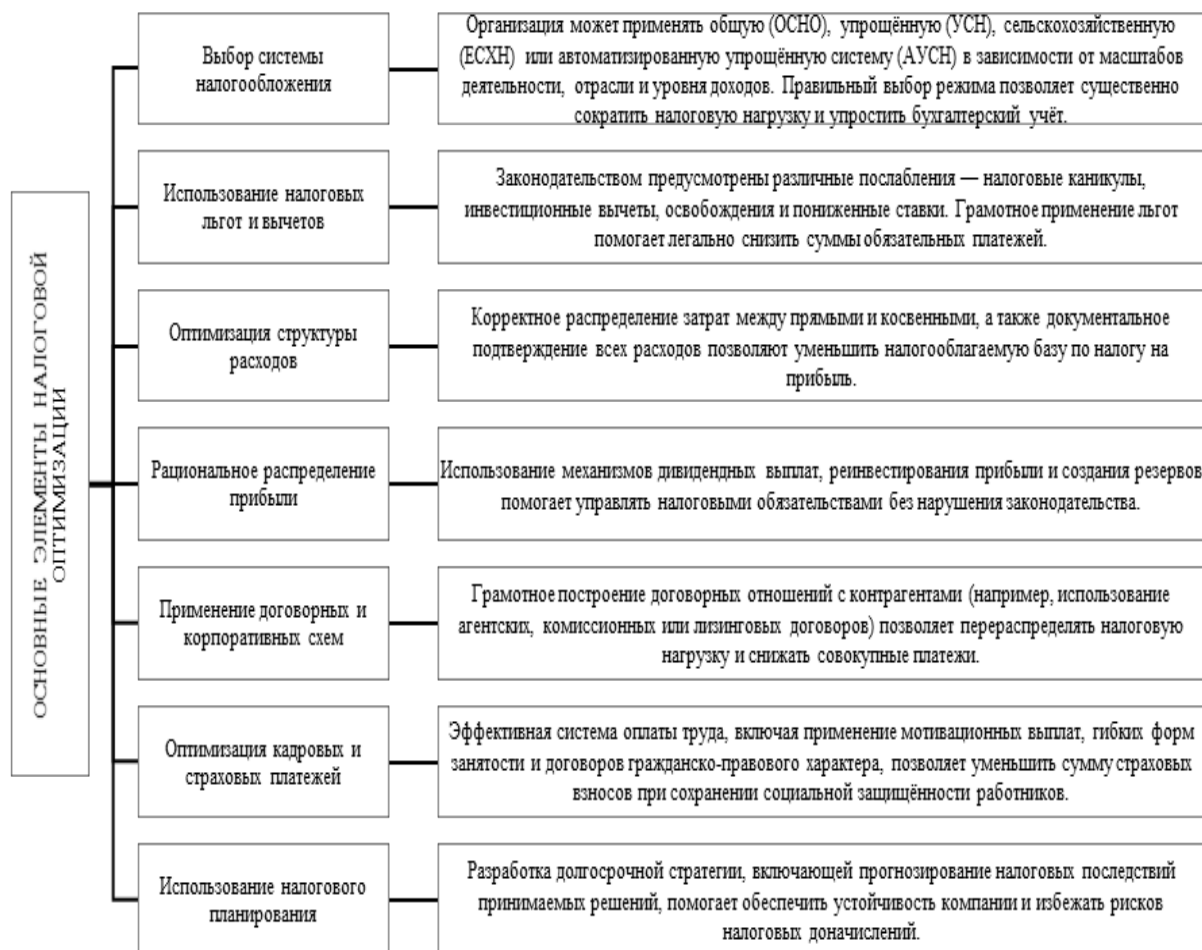 ОСНОВНЫЕ ЭЛЕМЕНТЫ НАЛОГОВОЙ
ОПТИМИЗАЦИИ
Выбор системы
налогообложения
Организация может применять общую (ОСНО), упрощённую (УСН), сельскохозяйственную
(ЕСХН) или автоматизированную упрощённую систему (АУСН) в зависимости от масштабов
деятельности, отрасли и уровня доходов. Правильный выбор режима позволяет существенно
сократить налоговую нагрузку и упростить бухгалтерский учёт.
Использование налоговых
льгот и вычетов
Законодательством предусмотрены различные послабления — налоговые каникулы,
инвестиционные вычеты, освобождения и пониженные ставки. Грамотное применение льгот
помогает легально снизить суммы обязательных платежей.
Оптимизация структуры
расходов
Корректное распределение затрат между прямыми и косвенными, а также документальное
подтверждение всех расходов позволяют уменьшить налогооблагаемую базу по налогу на
прибыль.
Рациональное распределение
прибыли
Использование механизмов дивидендных выплат, реинвестирования прибыли и создания резервов
помогает управлять налоговыми обязательствами без нарушения законодательства.
Применение договорных и
корпоративных схем
Грамотное построение договорных отношений с контрагентами (например, использование
агентских, комиссионных или лизинговых договоров) позволяет перераспределять налоговую
нагрузку и снижать совокупные платежи.
Оптимизация кадровых и
страховых платежей
Эффективная система оплаты труда, включая применение мотивационных выплат, гибких форм
занятости и договоров гражданско-правового характера, позволяет уменьшить сумму страховых
взносов при сохранении социальной защищённости работников.
Использование налогового
планирования
Разработка долгосрочной стратегии, включающей прогнозирование налоговых последствий
принимаемых решений, помогает обеспечить устойчивость компании и избежать рисков
налоговых доначислений.